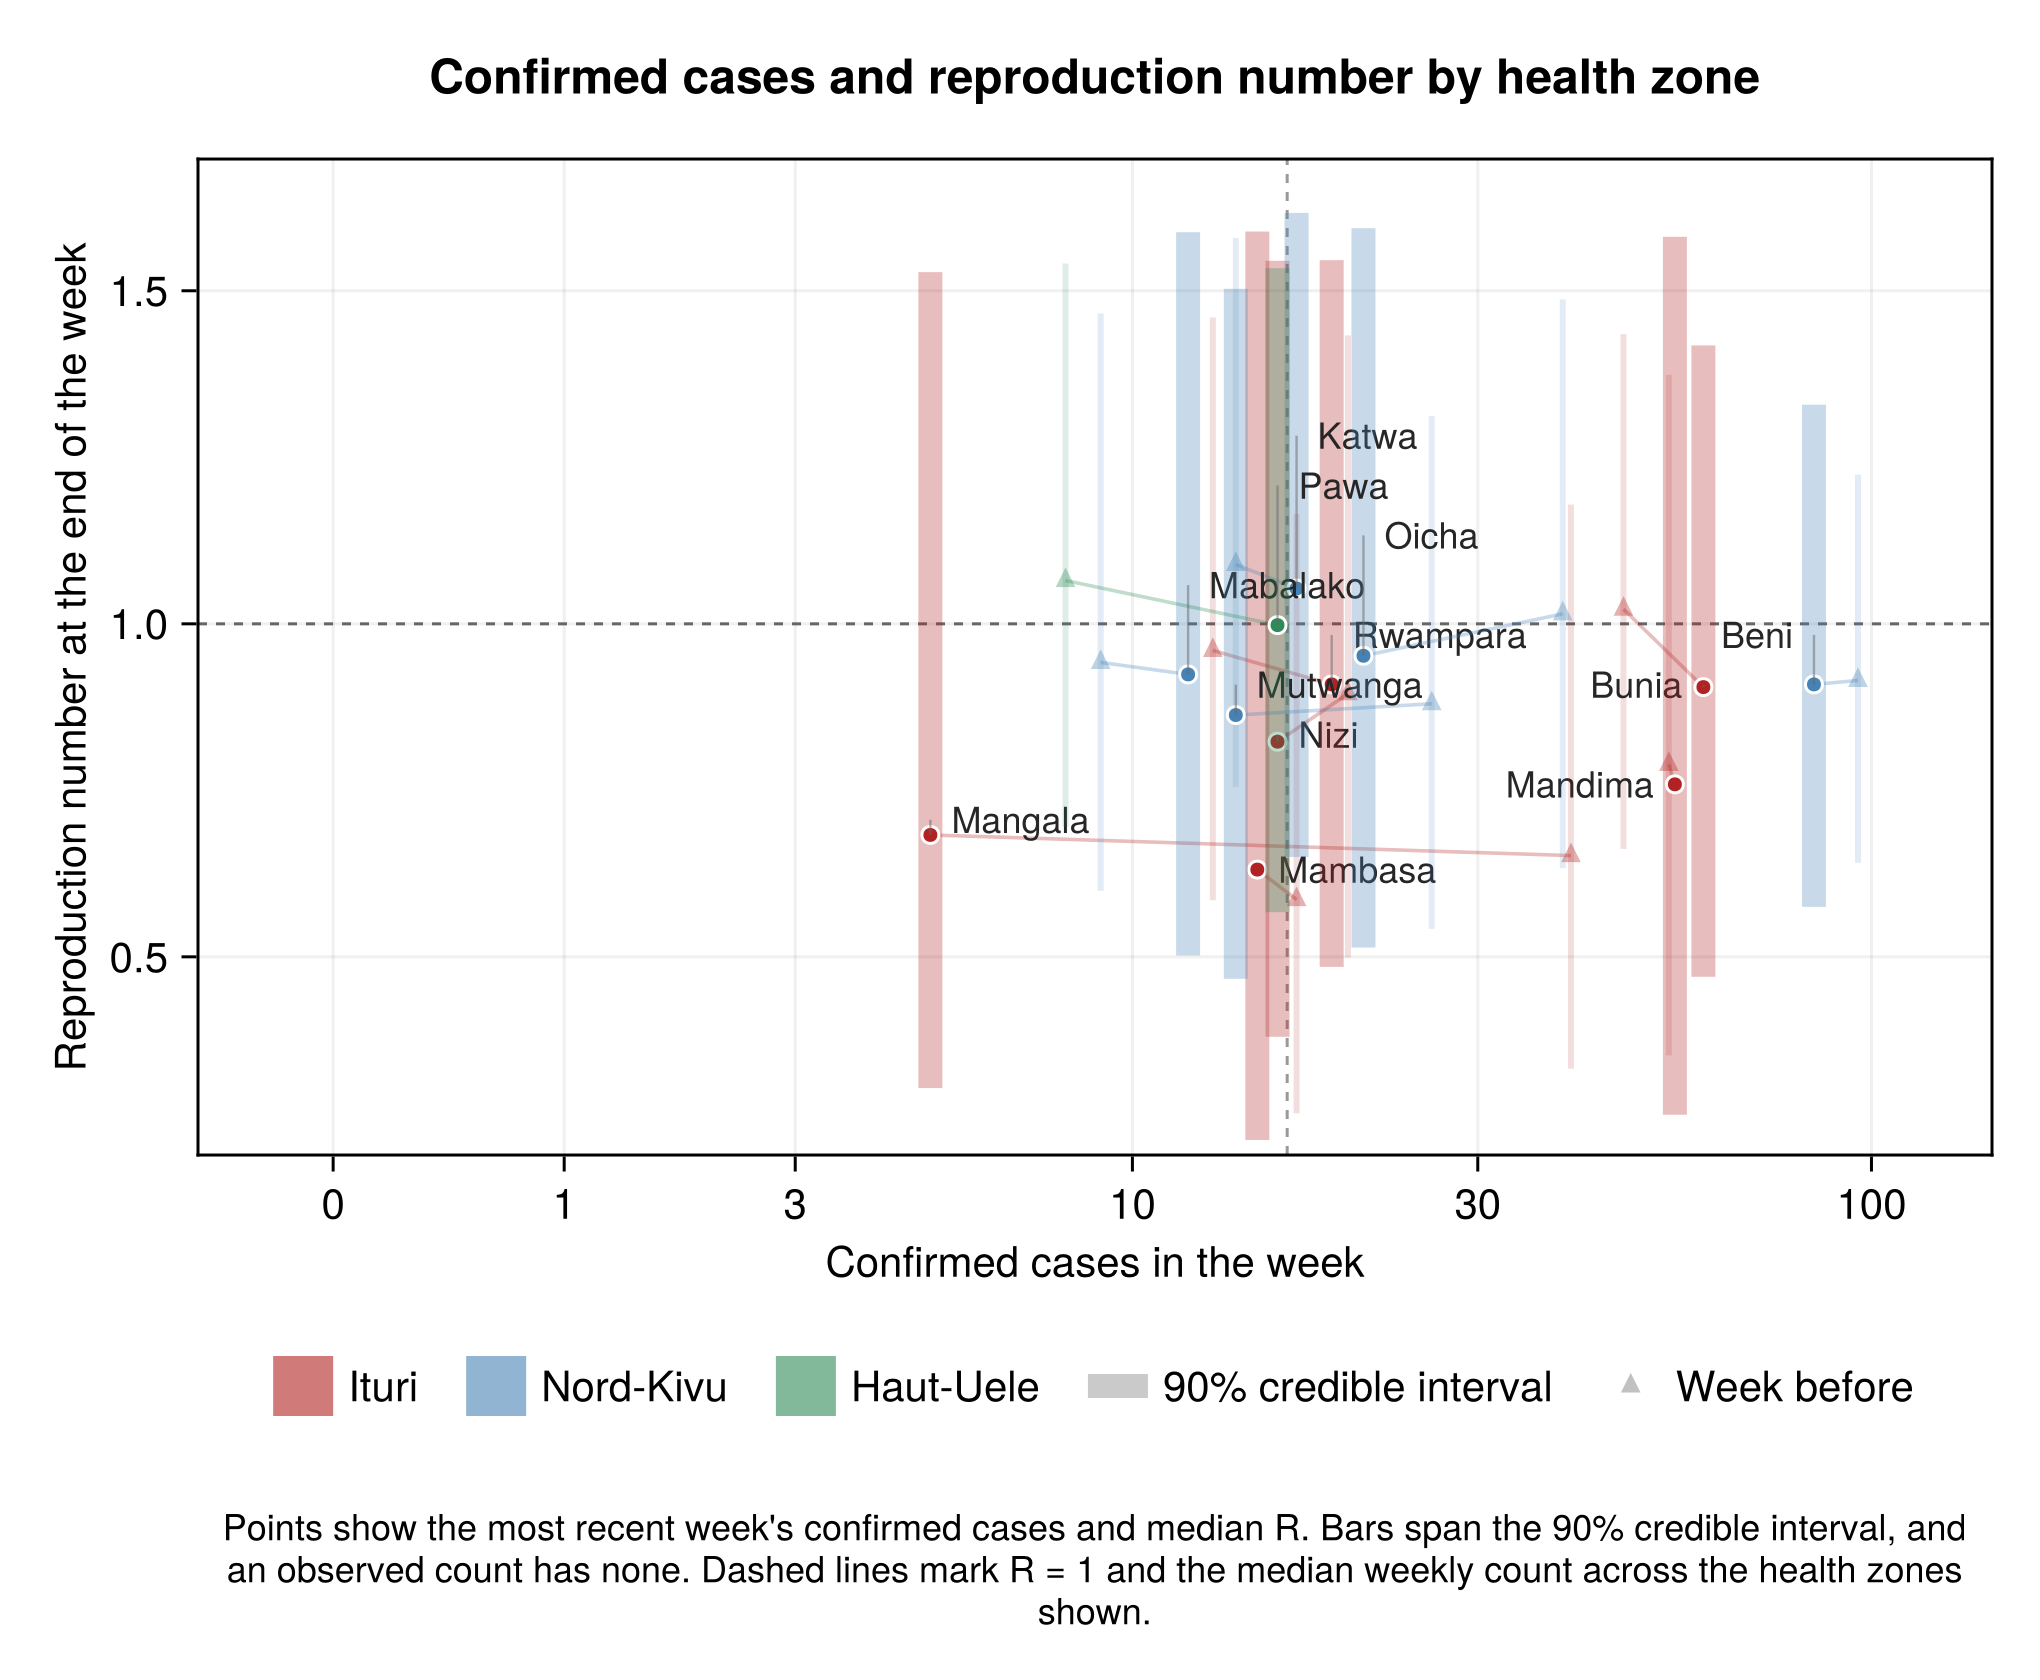 Confirmed cases and reproduction number by health zone
Reproduction number at the end of the week
1.5
1.0
0.5
Katwa
Pawa
Oicha
Mabalako
Rwampara
Beni
Mutwanga
Bunia
Nizi
Mandima
Mangala
Mambasa
0 1 3 10 30 100
Confirmed cases in the week
Ituri Nord-Kivu Haut-Uele 90% credible interval Week before
Points show the most recent week's confirmed cases and median R. Bars span the 90% credible interval, and
an observed count has none. Dashed lines mark R = 1 and the median weekly count across the health zones
shown.